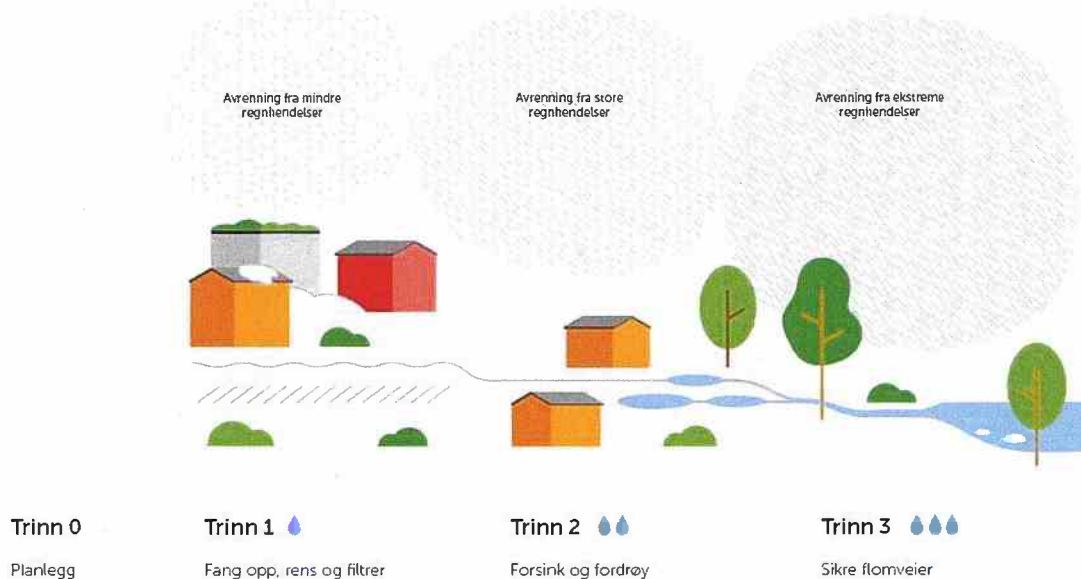 Avrenning fra mindre
regnhendelser
Avrenning fra store
regnhendelser
Avrenning fra ekstreme
regnhendelser
Trinn 0
Planlegg
Trinn 1
Fang opp, rens og filtrer
Trinn 2
Forsink og fordrøy
Trinn 3
Sikre flomveier